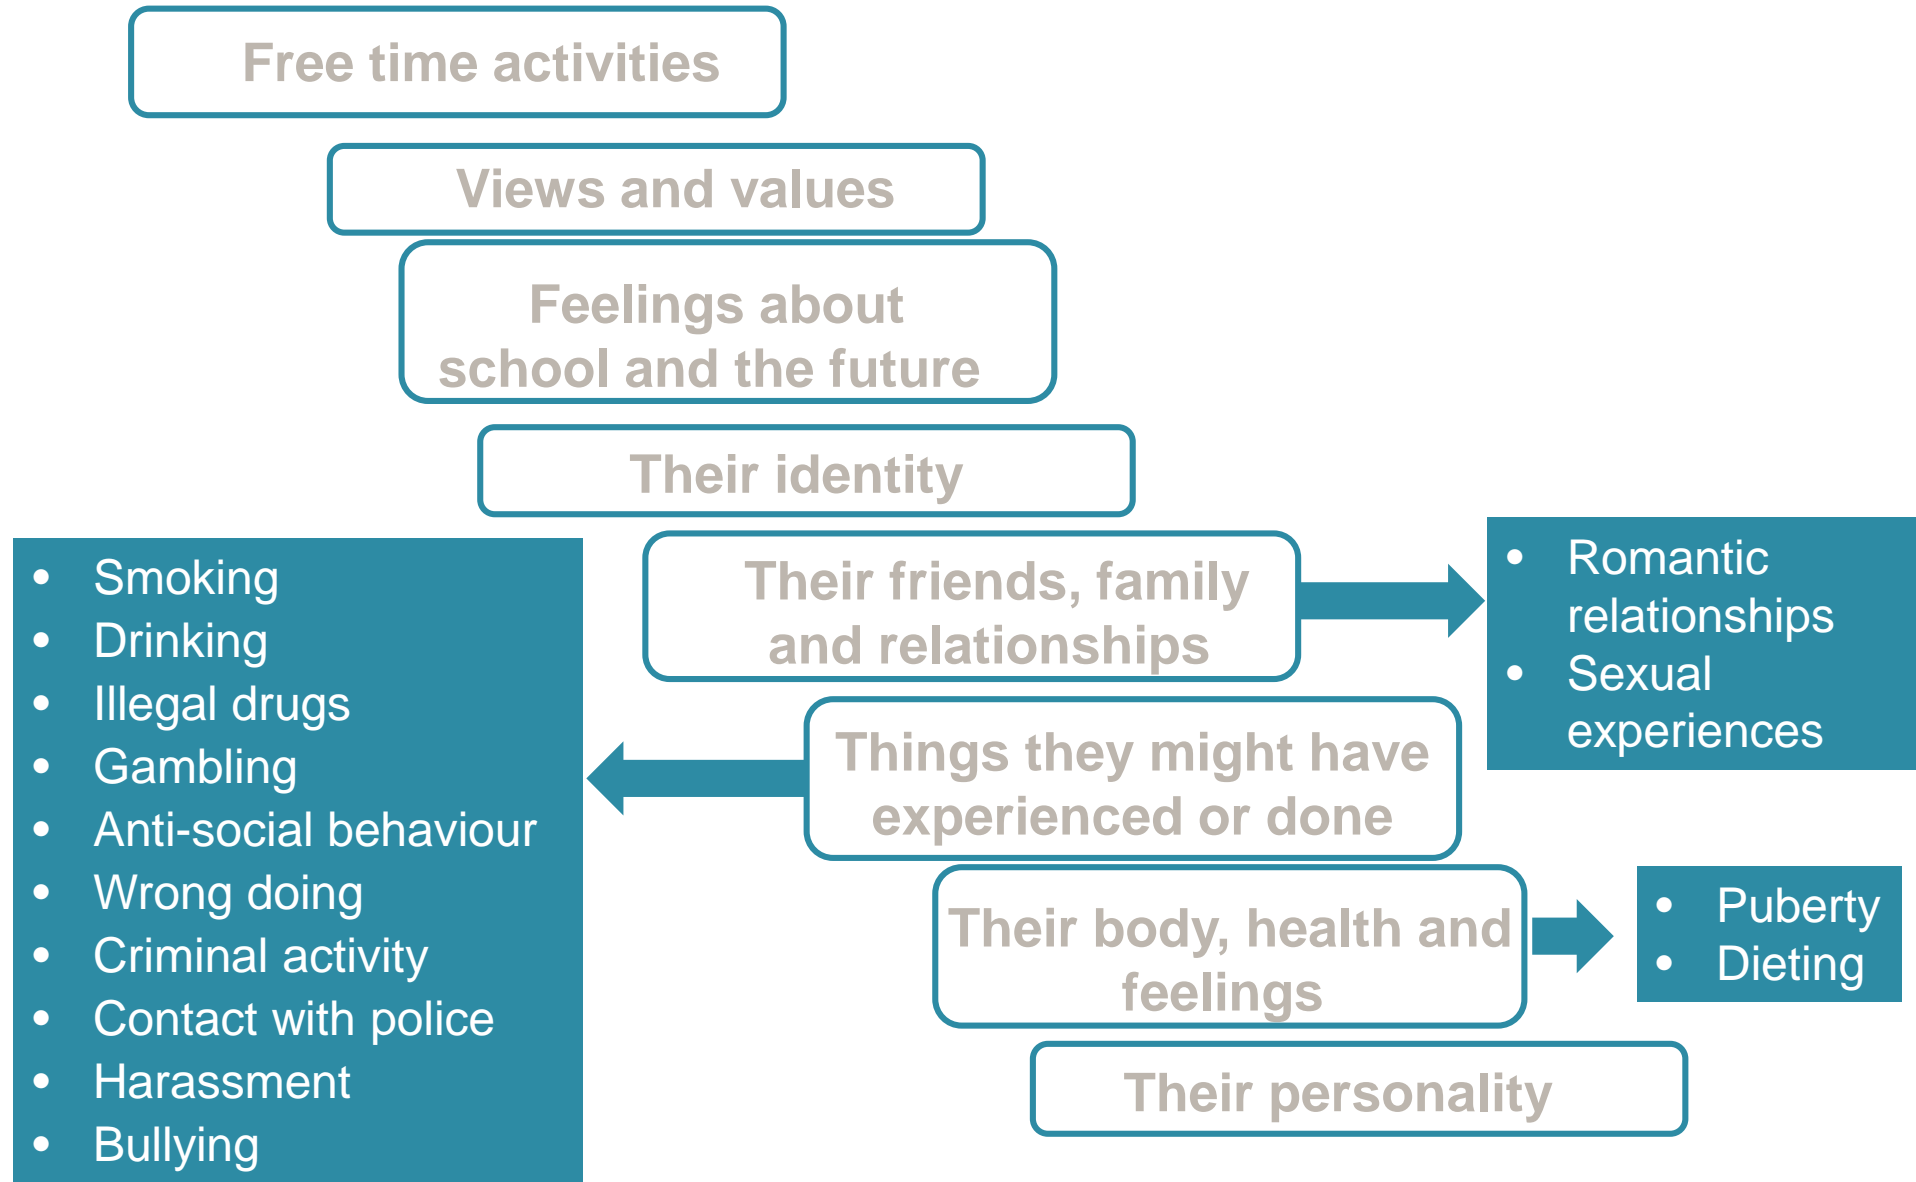 Free time activities
Views and values
Feelings about
school and the future
Their identity
Their friends, family
and relationships
• Romantic
relationships
• Sexual
experiences
Things they might have
experienced or done
• Smoking
• Drinking
• Illegal drugs
• Gambling
• Anti-social behaviour
• Wrong doing
• Criminal activity
• Contact with police
• Harassment
• Bullying
Their body, health and
feelings
• Puberty
• Dieting
Their personality